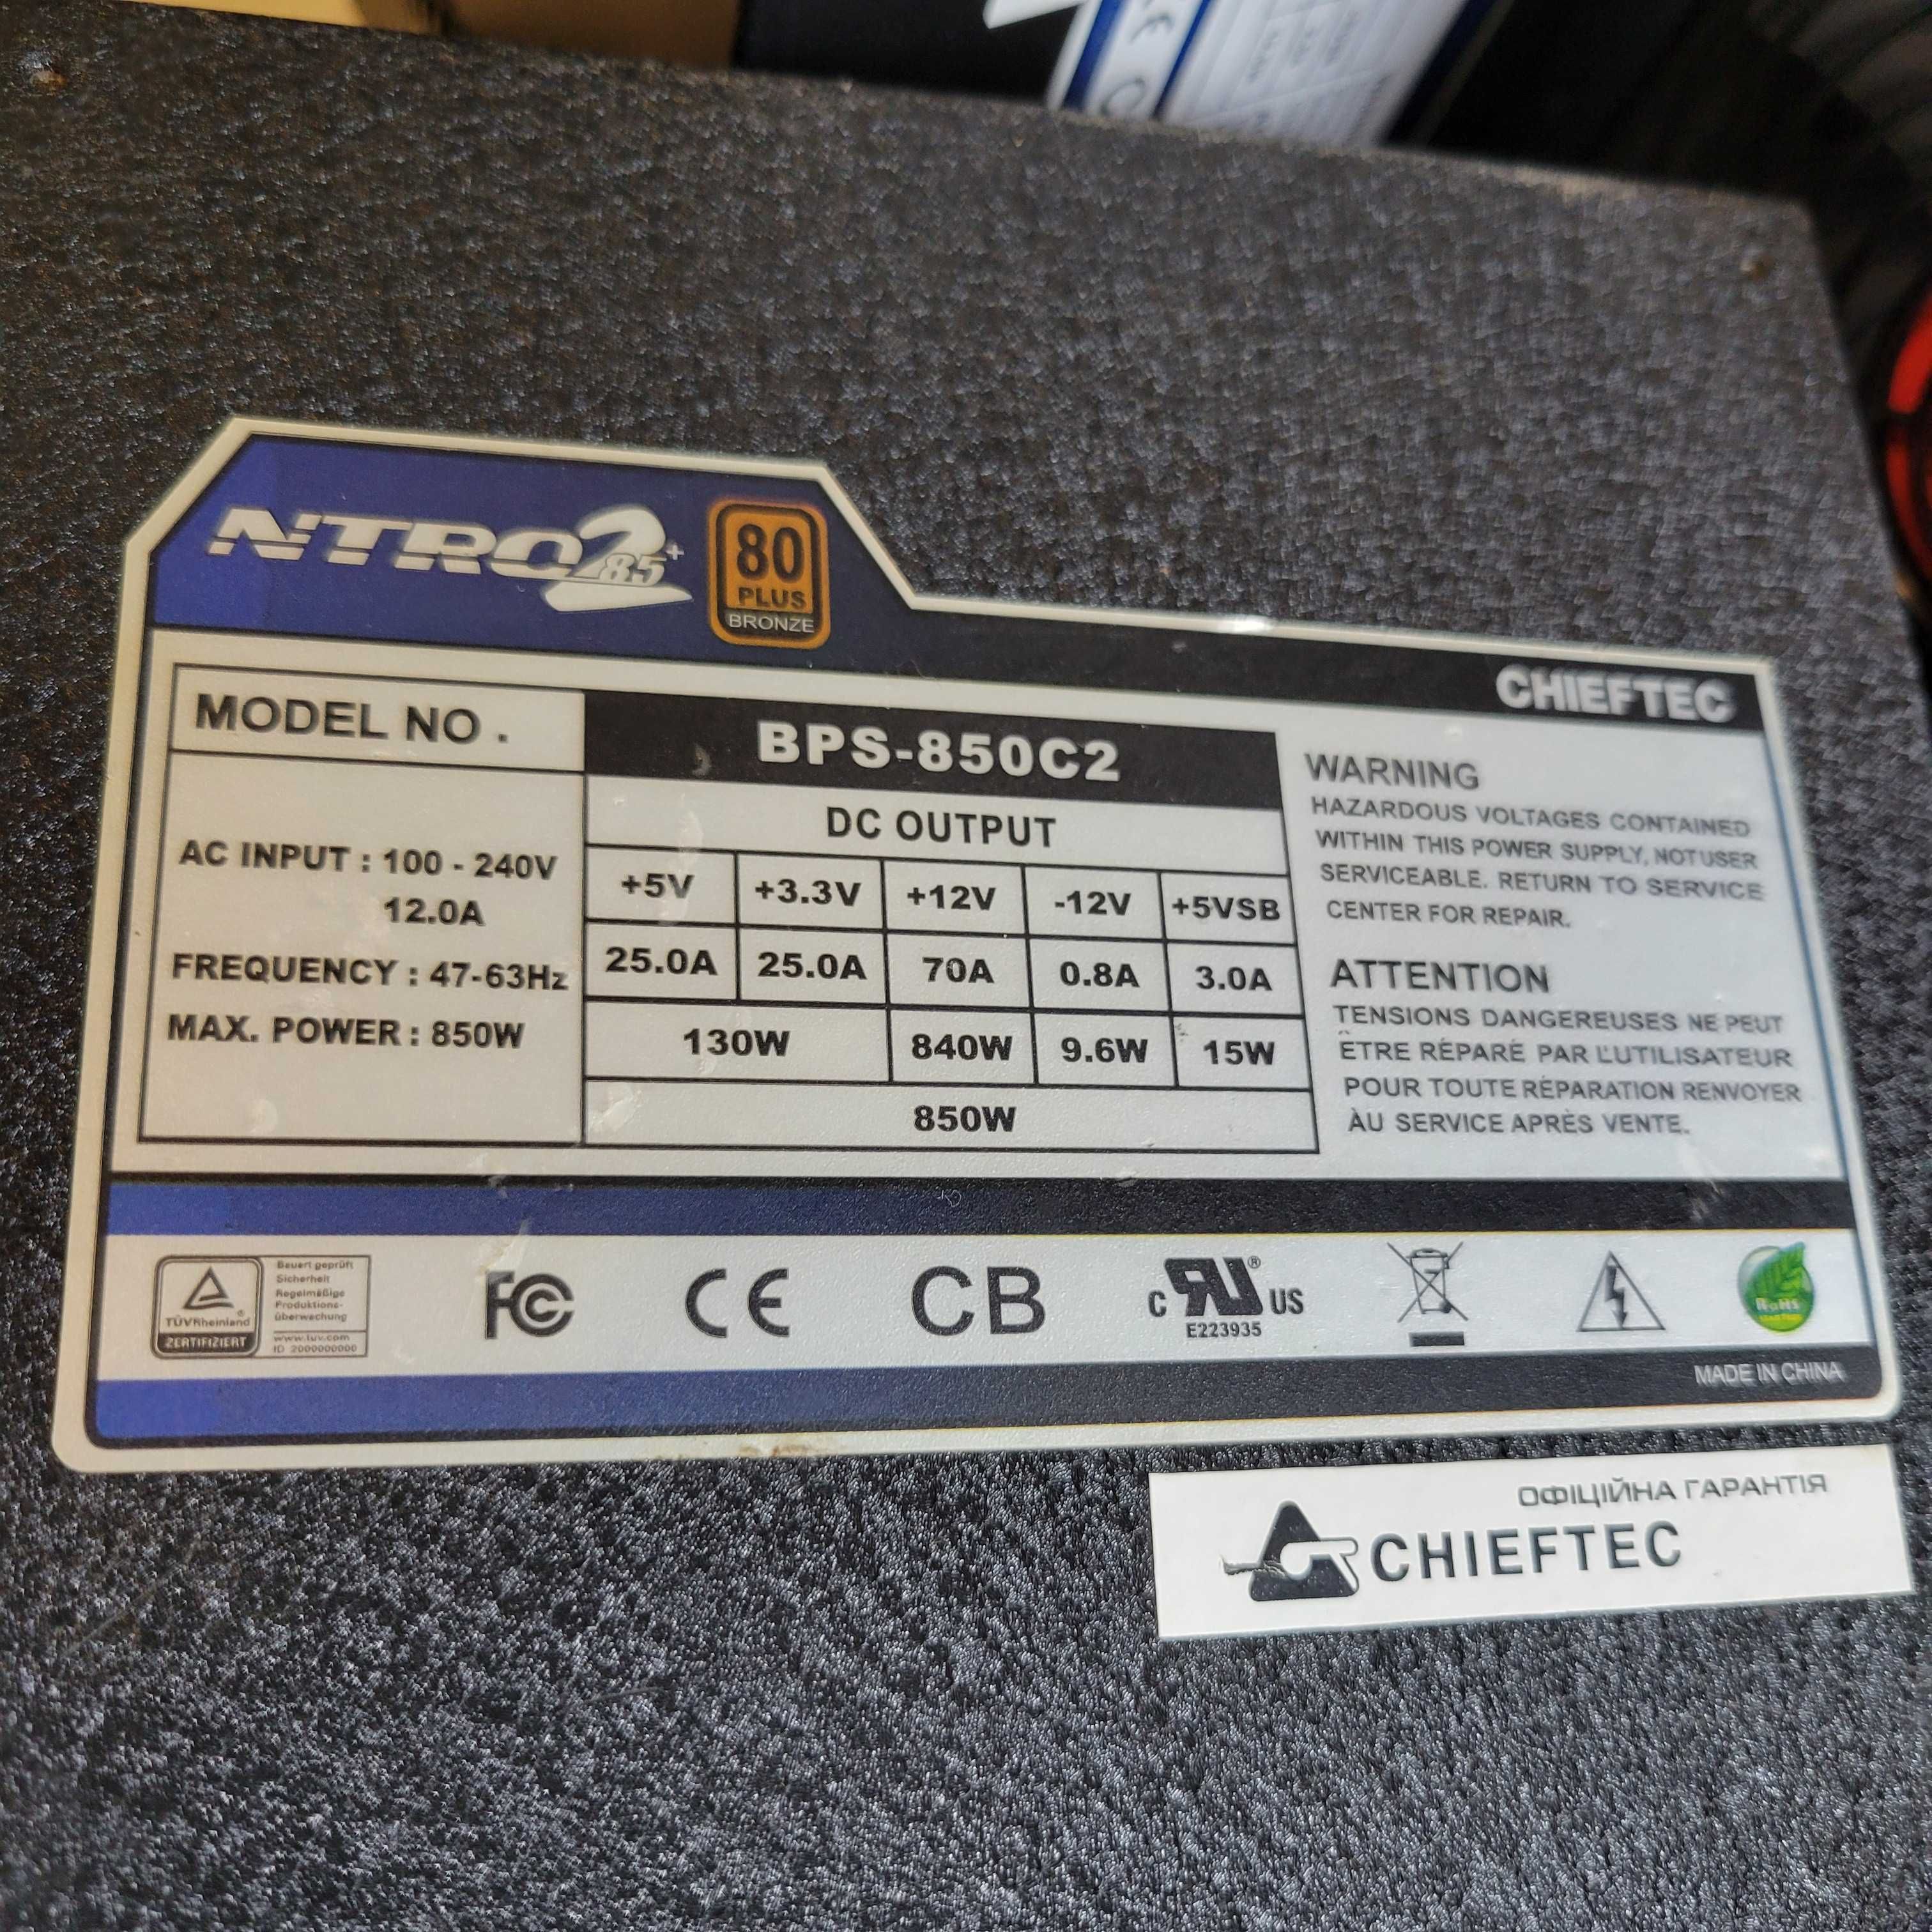 NTRO2 85+
80
PLUS
BRONZE
CHIEFTEC
MODEL NO .
BPS-850C2
AC INPUT : 100 - 240V
12.0A
FREQUENCY : 47-63Hz
MAX. POWER : 850W
DC OUTPUT
+5V +3.3V +12V -12V +5VSB
25.0A 25.0A 70A 0.8A 3.0A
130W 840W 9.6W 15W
850W
WARNING
HAZARDOUS VOLTAGES CONTAINED
WITHIN THIS POWER SUPPLY, NOT USER
SERVICEABLE. RETURN TO SERVICE
CENTER FOR REPAIR.
ATTENTION
TENSIONS DANGEREUSES NE PEUT
ÊTRE RÉPARÉ PAR L'UTILISATEUR
POUR TOUTE RÉPARATION RENVOYER
ÀU SERVICE APRÈS VENTE.
TÜVRheinland ®
ZERTIFIZIERT
Bauart geprüft
Sicherheit
Regelmäßige
Produktions-
überwachung
www.tuv.com
ID 2000000000
FC
CE
CB
c RU ® US
E223935
RoHS
MADE IN CHINA
ОФІЦІЙНА ГАРАНТІЯ
CHIEFTEC